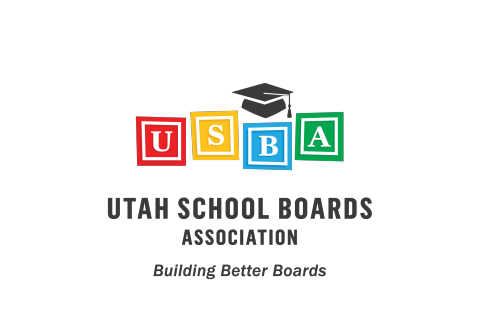 USBA
UTAH SCHOOL BOARDS
ASSOCIATION
Building Better Boards